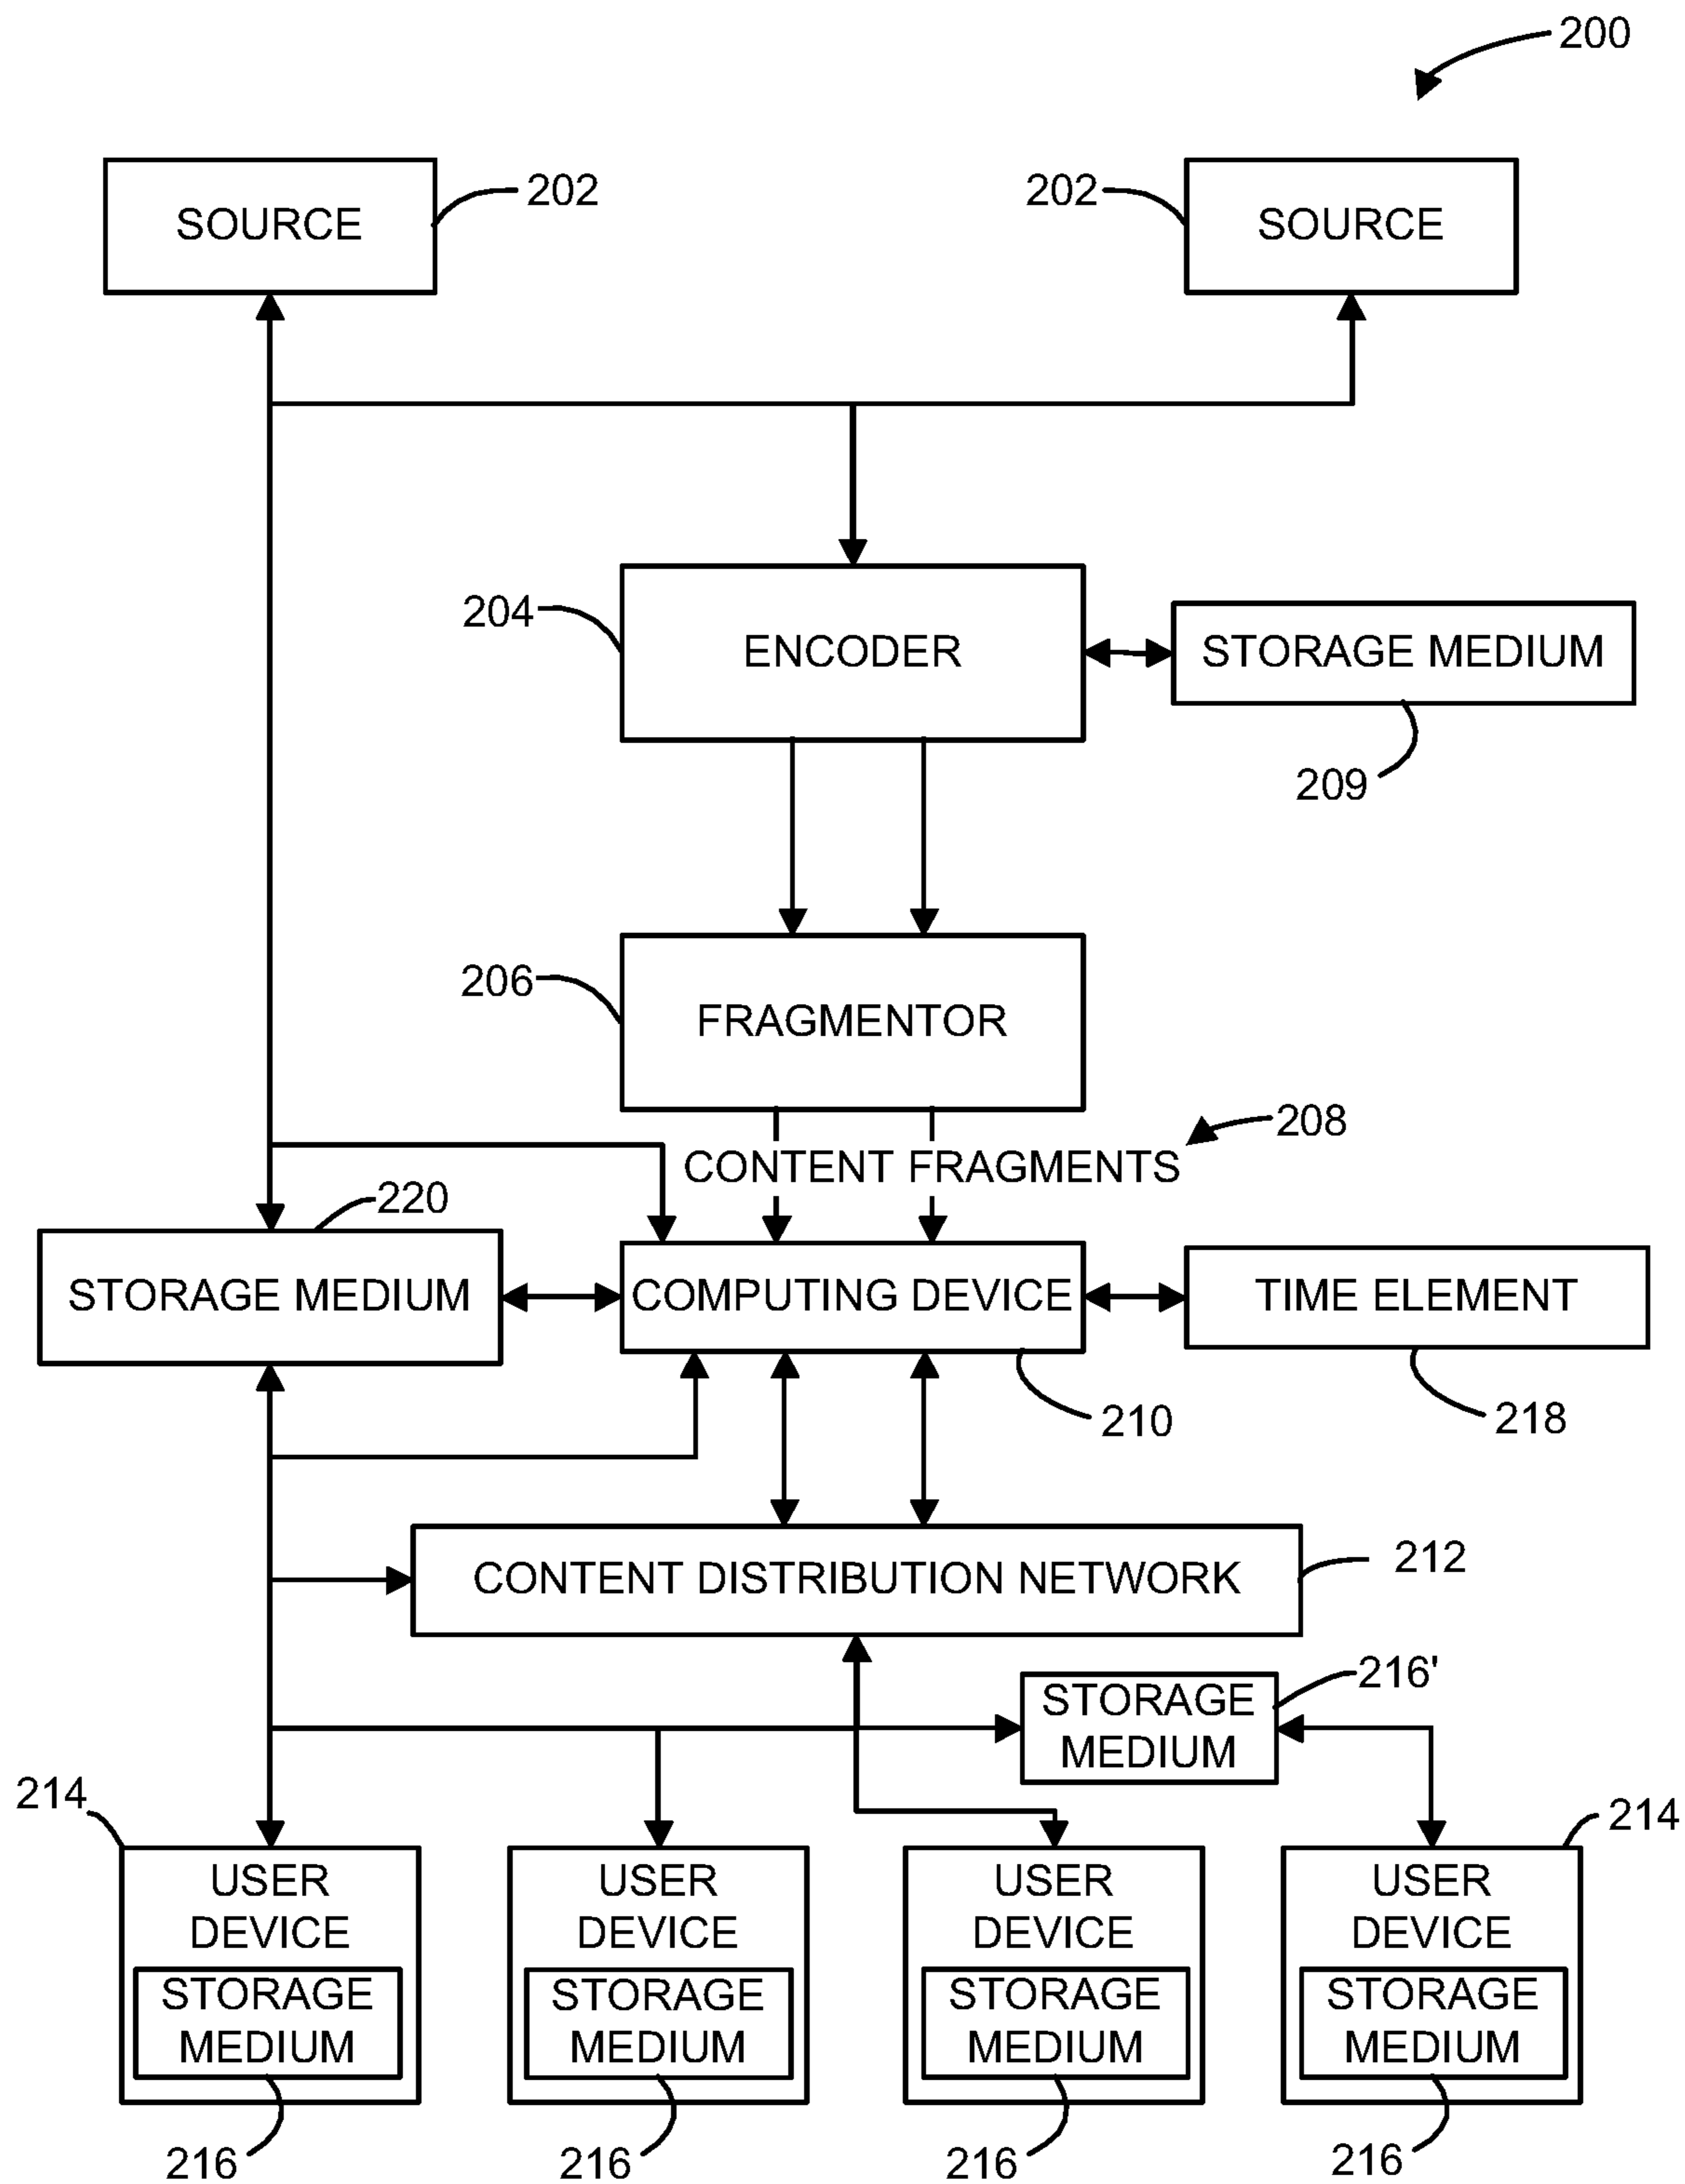 200
202
202
SOURCE
SOURCE
204
ENCODER
STORAGE MEDIUM
209
206
FRAGMENTOR
208
CONTENT FRAGMENTS
220
STORAGE MEDIUM
COMPUTING DEVICE
TIME ELEMENT
210
218
CONTENT DISTRIBUTION NETWORK
212
216'
STORAGE
MEDIUM
214
214
USER
DEVICE
STORAGE
MEDIUM
USER
DEVICE
STORAGE
MEDIUM
USER
DEVICE
STORAGE
MEDIUM
USER
DEVICE
STORAGE
MEDIUM
216
216
216
216